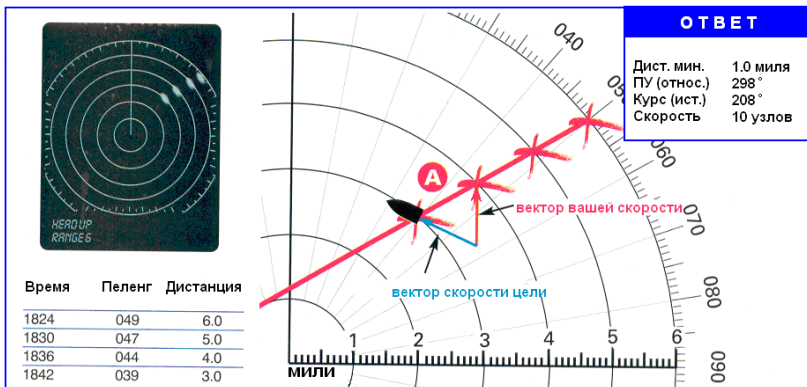 HEAD UP
RANGE 6
Время Пеленг Дистанция
1824 049 6.0
1830 047 5.0
1836 044 4.0
1842 039 3.0
А
вектор вашей скорости
вектор скорости цели
040
050
060
070
080
090
1 2 3 4 5 6
МИЛИ
ОТВЕТ
Дист. мин. 1.0 миля
ПУ (относ.) 298°
Курс (ист.) 208°
Скорость 10 узлов